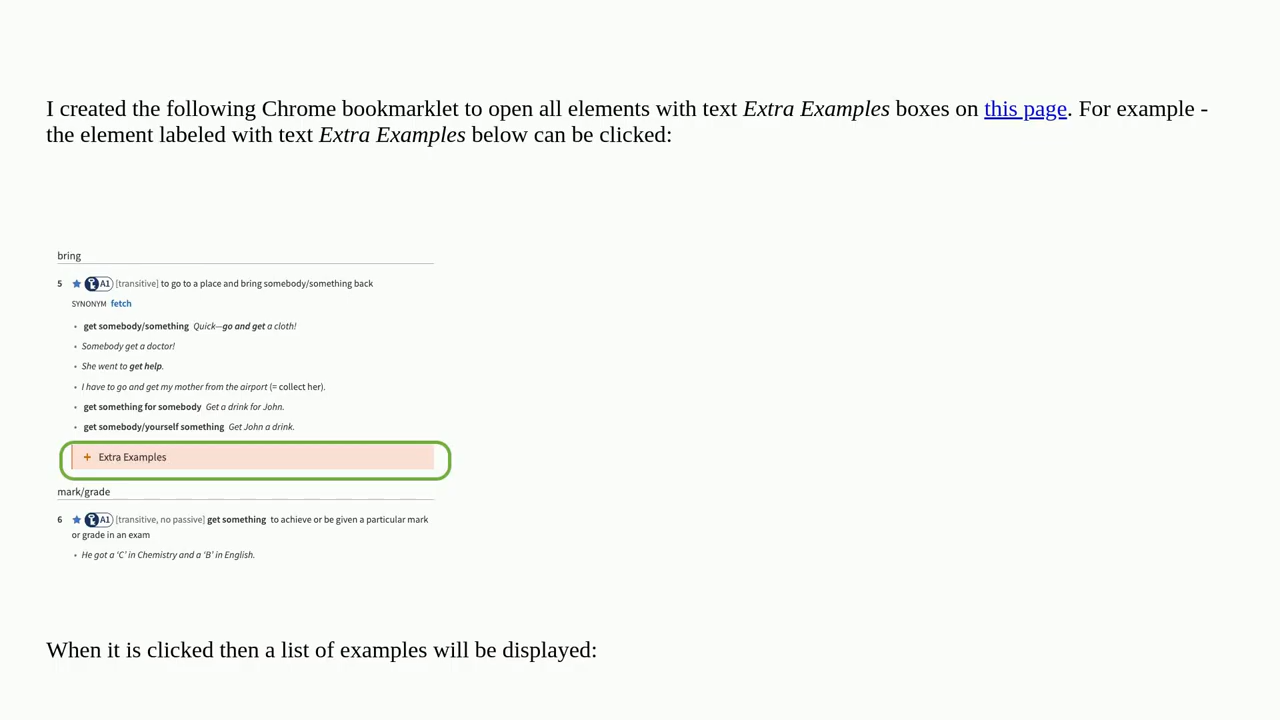 I created the following Chrome bookmarklet to open all elements with text Extra Examples boxes on this page. For example -
the element labeled with text Extra Examples below can be clicked:
bring
5 A1 [transitive] to go to a place and bring somebody/something back
SYNONYM fetch
• get somebody/something Quick—go and get a cloth!
• Somebody get a doctor!
• She went to get help.
• I have to go and get my mother from the airport (= collect her).
• get something for somebody Get a drink for John.
• get somebody/yourself something Get John a drink.
+ Extra Examples
mark/grade
6 A1 [transitive, no passive] get something to achieve or be given a particular mark
or grade in an exam
• He got a ‘C’ in Chemistry and a ‘B’ in English.
When it is clicked then a list of examples will be displayed: